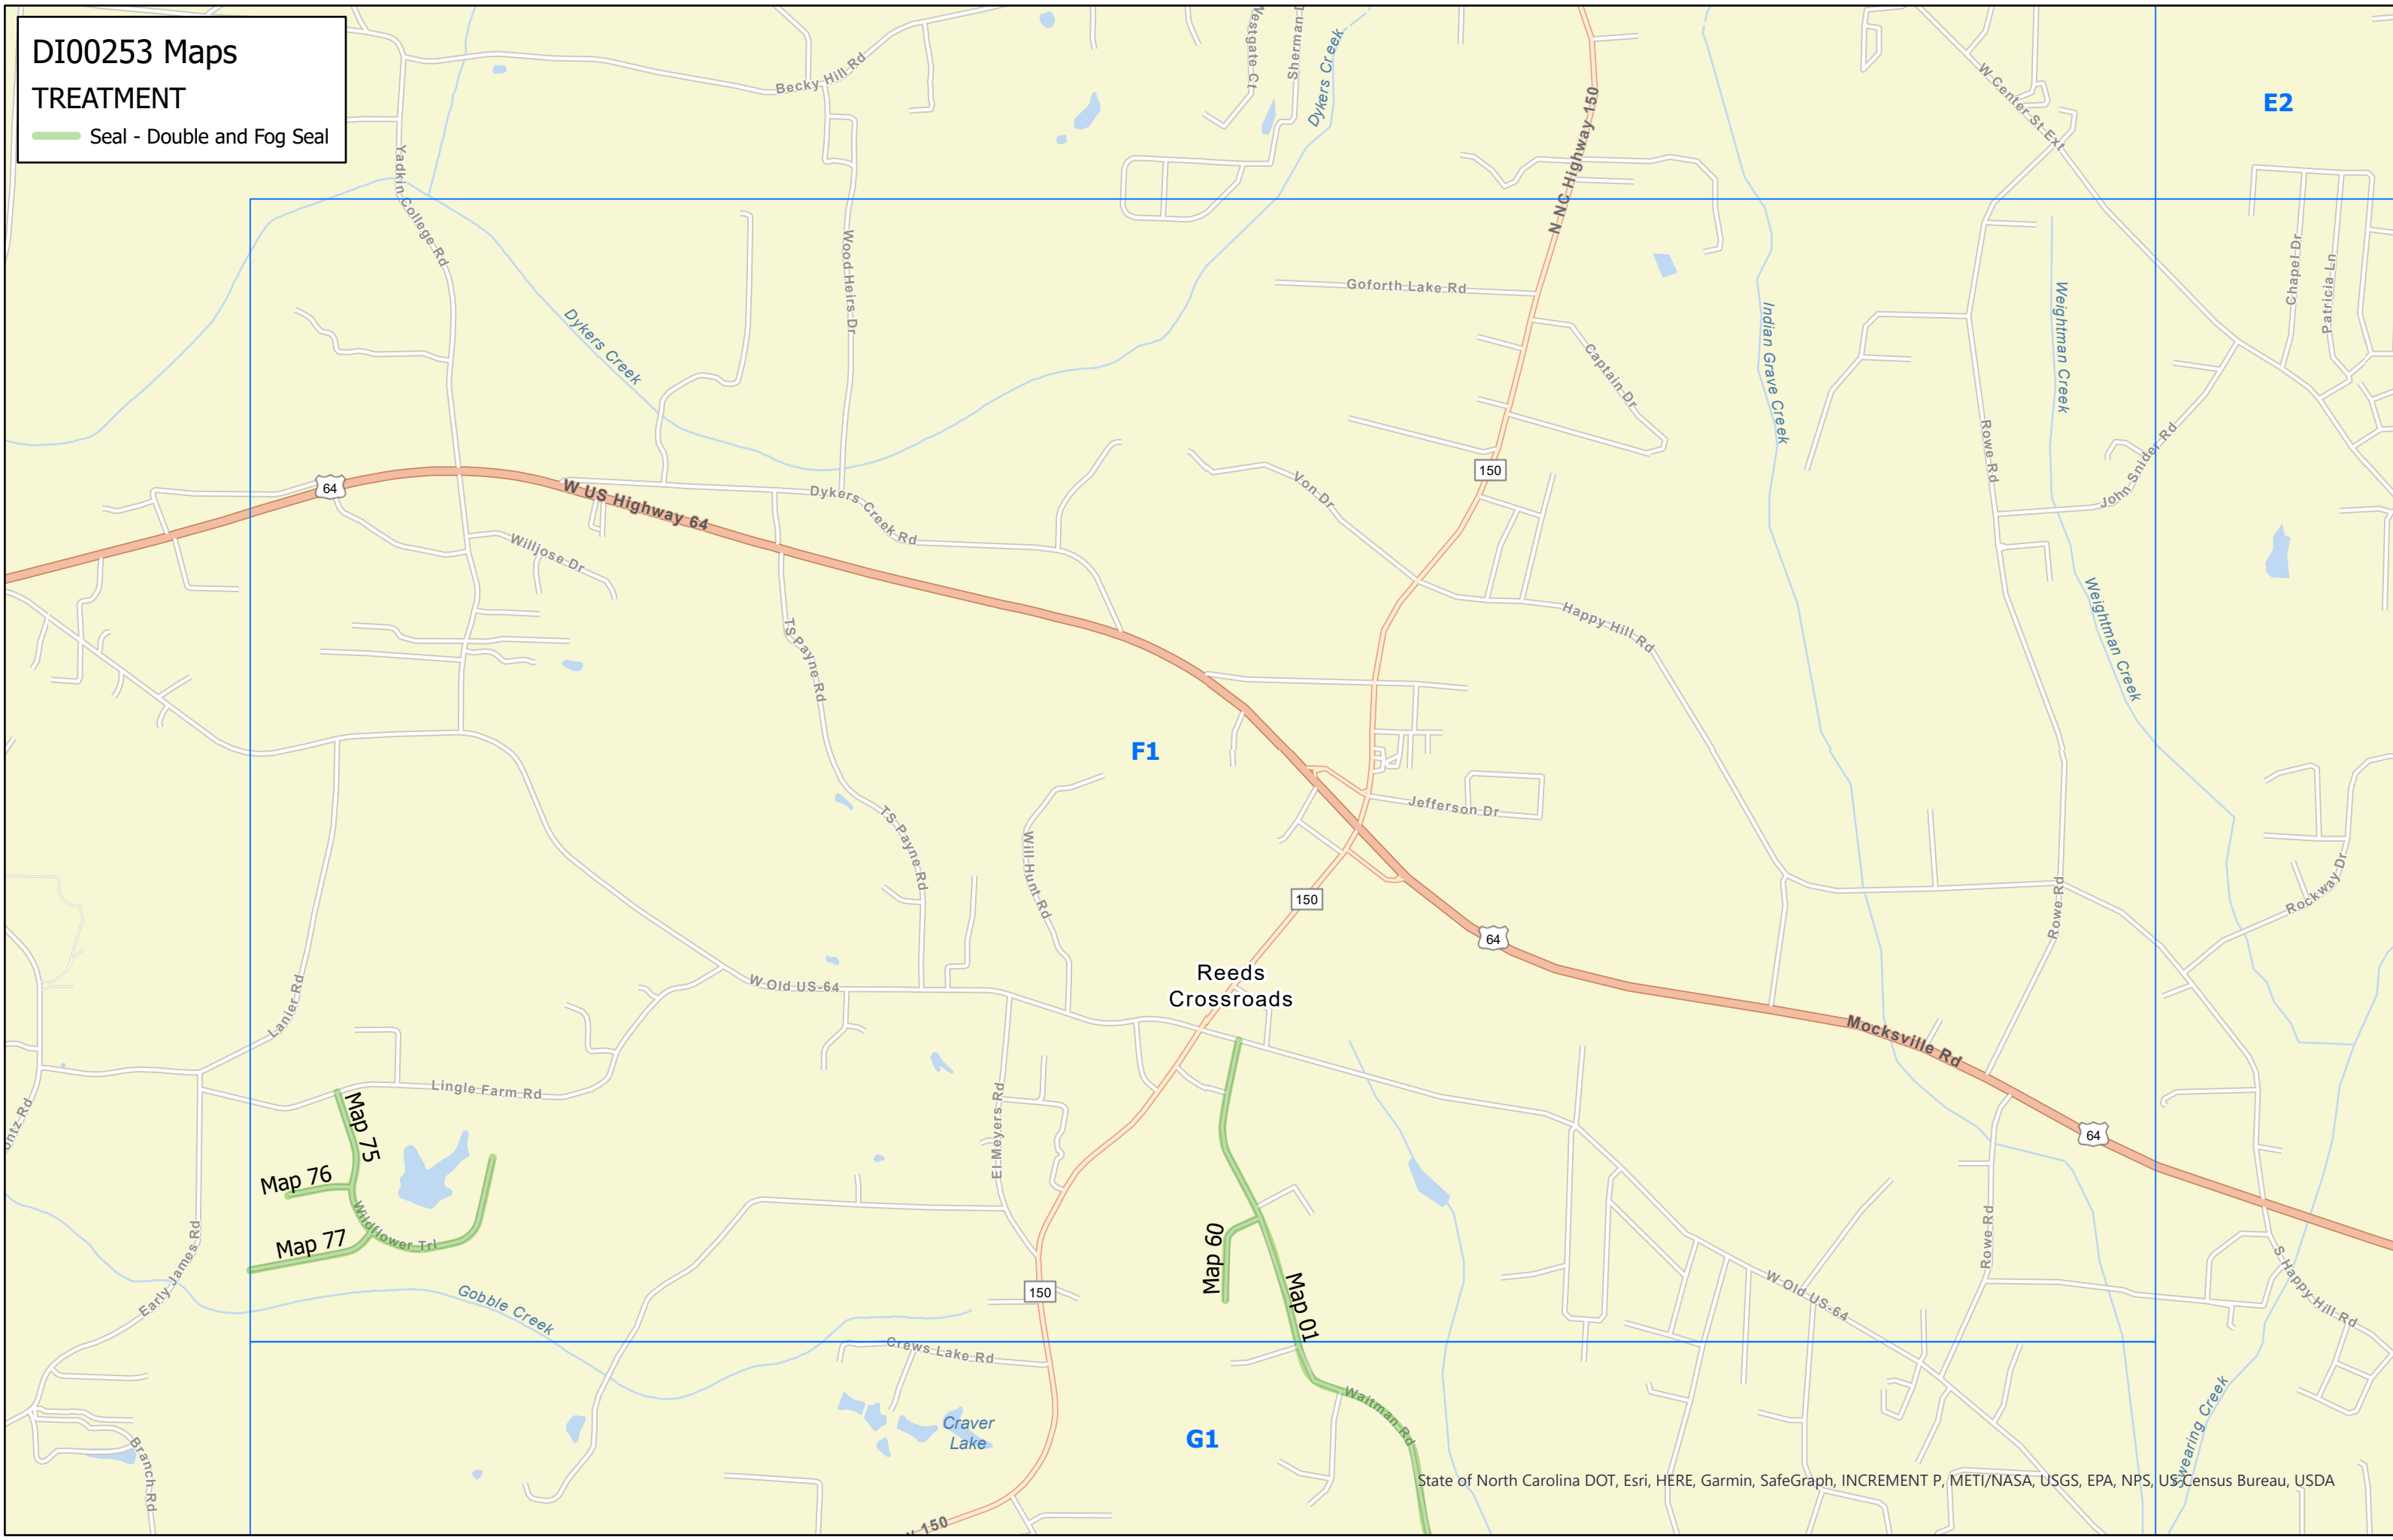 DI00253 Maps
TREATMENT
Seal - Double and Fog Seal
Becky Hill Rd
Westgate Ct
Dykers Creek
N NC Highway 150
W Center St Ext
E2
Yadkin College Rd
Wood Heirs Dr
Dykers Creek
Goforth Lake Rd
Captain Dr
Indian Grave Creek
Weightman Creek
Chapel Dr
Patricia Ln
Rowe Rd
John Snider Rd
64
W US Highway 64
Dykers Creek Rd
Von Dr
150
Willjose Dr
TS Payne Rd
Happy Hill Rd
Weightman Creek
F1
TS Payne Rd
Will Hunt Rd
Jefferson Dr
150
64
Rowe Rd
Rockway Dr
Reeds
Crossroads
W Old US-64
Lanier Rd
Mocksville Rd
Lingle Farm Rd
El Meyers Rd
64
ontz Rd
Map 75
Map 76
Wildflower Trl
Map 77
Early James Rd
Gobble Creek
Map 60
Map 01
150
W Old US-64
Rowe Rd
S Happy Hill Rd
Crews Lake Rd
Waitman Rd
Craver
Lake
G1
Swearing Creek
Branch Rd
y 150
State of North Carolina DOT, Esri, HERE, Garmin, SafeGraph, INCREMENT P, METI/NASA, USGS, EPA, NPS, US Census Bureau, USDA